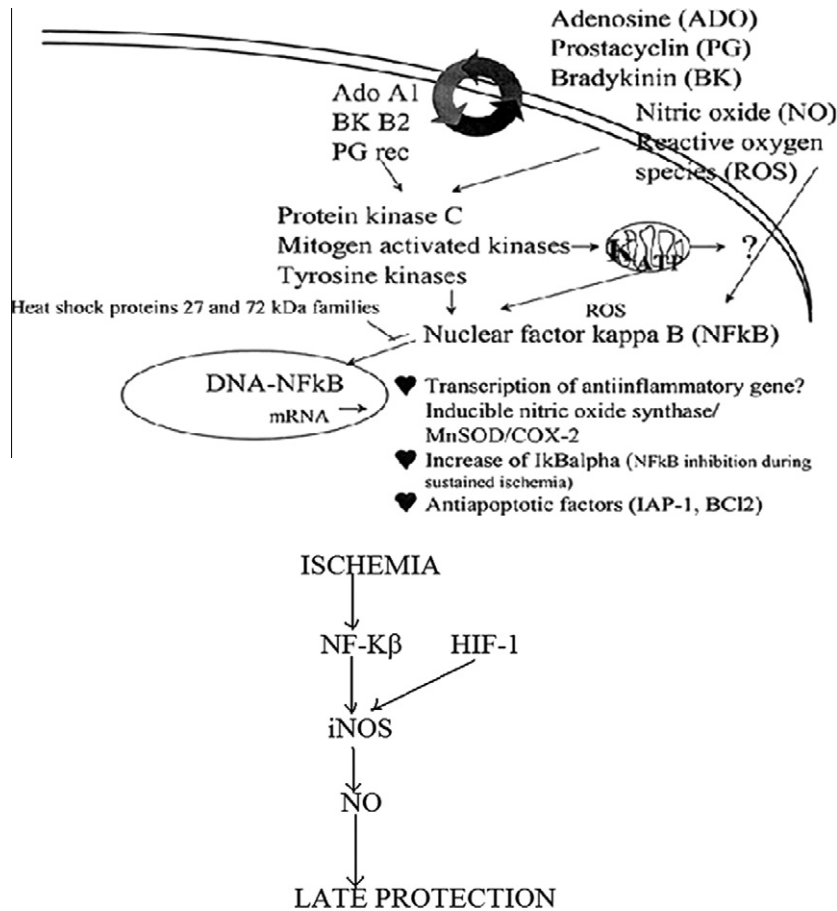 Adenosine (ADO)
Prostacyclin (PG)
Bradykinin (BK)
Nitric oxide (NO)
Reactive oxygen
species (ROS)
Ado A1
BK B2
PG rec
Protein kinase C
Mitogen activated kinases
Tyrosine kinases
K ATP
?
ROS
Heat shock proteins 27 and 72 kDa families
Nuclear factor kappa B (NFkB)
DNA-NFkB
mRNA
Transcription of antiinflammatory gene?
Inducible nitric oxide synthase/
MnSOD/COX-2
Increase of IkBalpha (NFkB inhibition during
sustained ischemia)
Antiapoptotic factors (IAP-1, BCl2)
ISCHEMIA
NF-Kβ
HIF-1
iNOS
NO
LATE PROTECTION